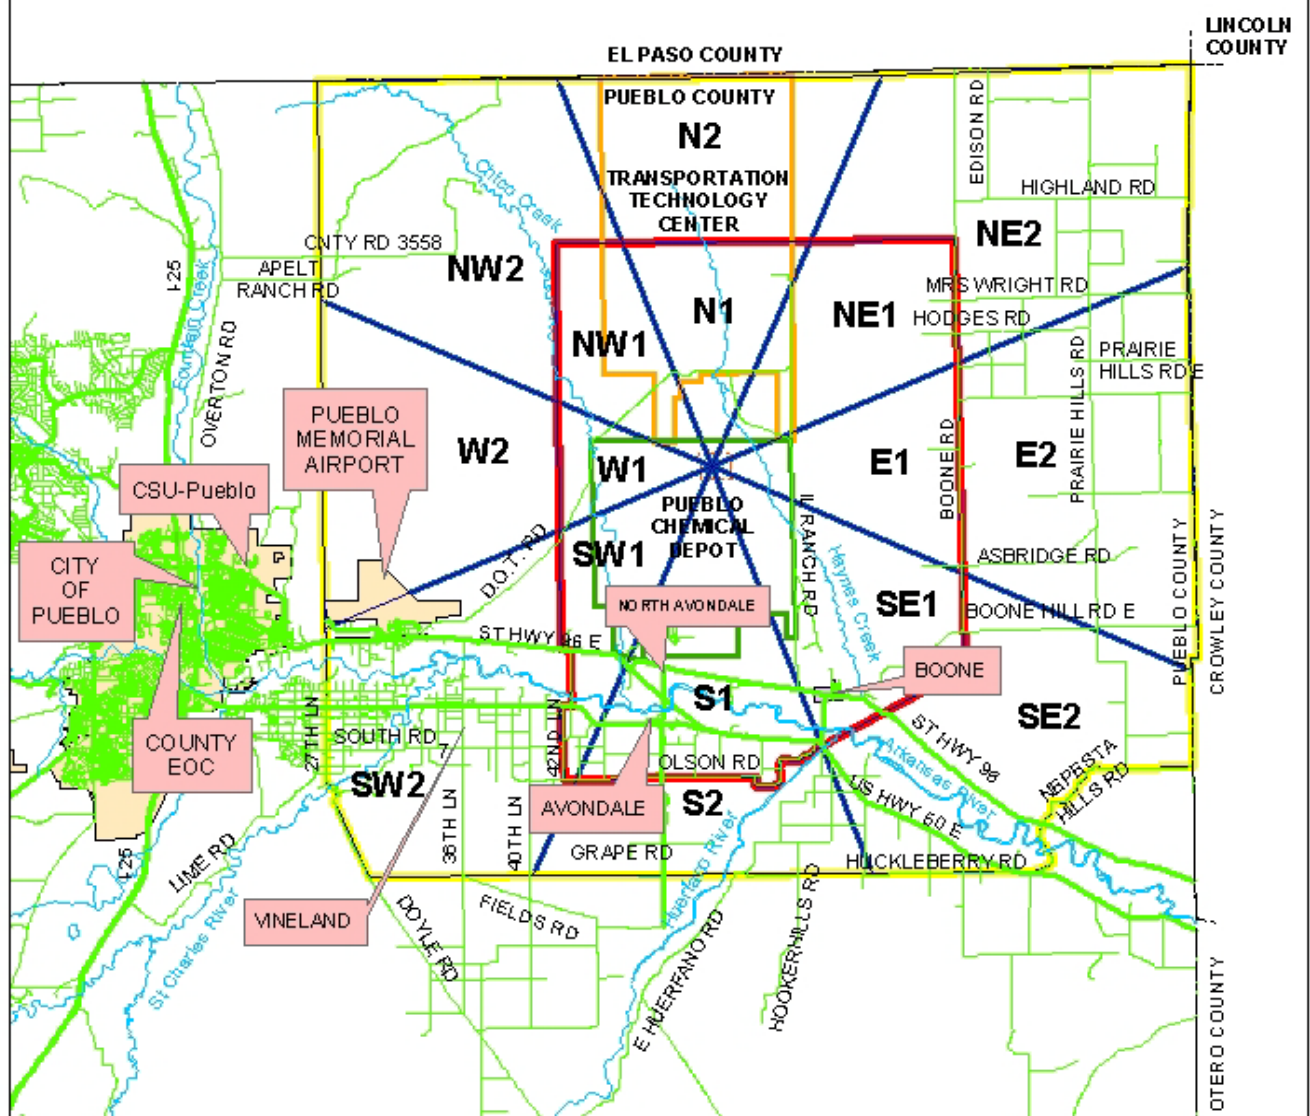 LINCOLN
COUNTY
EL PASO COUNTY
PUEBLO COUNTY
N2
TRANSPORTATION
TECHNOLOGY
CENTER
EDISON RD
HIGHLAND RD
Chico Creek
NE2
CNTY RD 3558
NW2
APELT
RANCH RD
I-25
Fountain Creek
OVERTON RD
MRS WRIGHT RD
N1
NE1
HODGES RD
NW1
PRAIRIE
HILLS RD E
PRAIRIE HILLS RD
PUEBLO
MEMORIAL
AIRPORT
W2
W1
E1
BOONE RD
E2
CSU-Pueblo
PUEBLO
CHEMICAL
DEPOT
II RANCH RD
D.O.T. RD
SW1
Haynes Creek
ASBRIDGE RD
PUEBLO COUNTY
CROWLEY COUNTY
CITY
OF
PUEBLO
NORTH AVONDALE
SE1
BOONE HILL RD E
ST HWY 96 E
BOONE
S1
SE2
ST HWY 96
27TH LN
SOUTH RD
42ND LN
COUNTY
EOC
OLSON RD
Arkansas River
NEPESTA
HILLS RD
SW2
AVONDALE
S2
US HWY 50 E
36TH LN
40TH LN
GRAPE RD
HUCKLEBERRY RD
I-25
LIME RD
Huerfano River
VINELAND
DOYLE RD
FIELDS RD
St Charles River
E HUERFANO RD
HOOKERHILLS RD
OTERO COUNTY